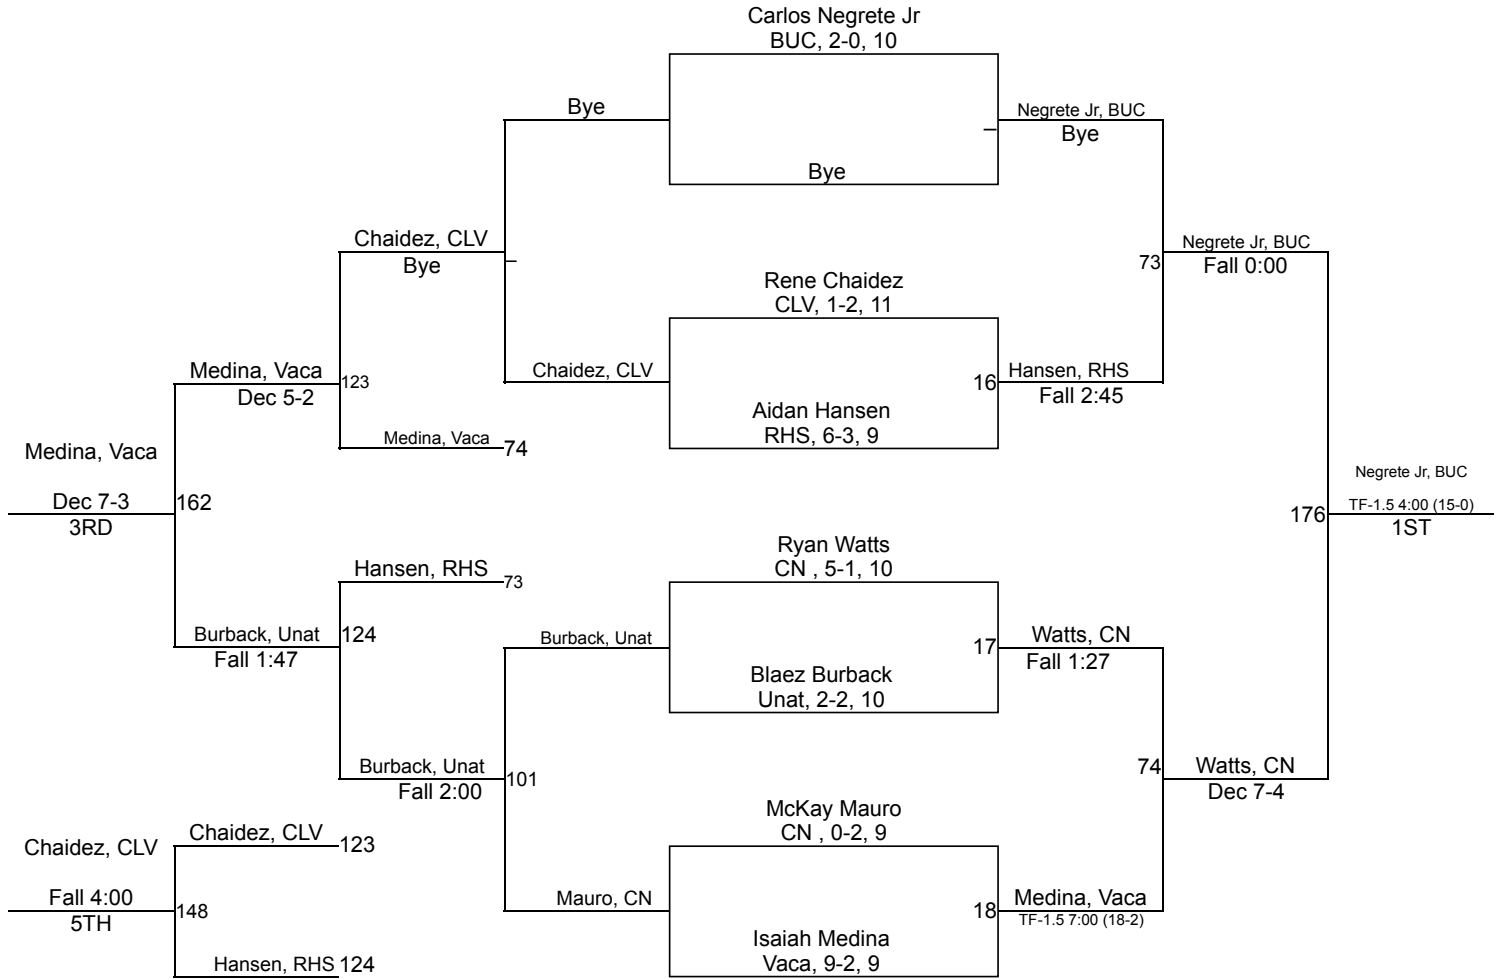 Carlos Negrete Jr
BUC, 2-0, 10
Bye
Negrete Jr, BUC
–
Bye
Bye
Chaidez, CLV
Bye
–
Negrete Jr, BUC
73
Fall 0:00
Rene Chaidez
CLV, 1-2, 11
Medina, Vaca
123
Dec 5-2
Chaidez, CLV
16
Hansen, RHS
Fall 2:45
Aidan Hansen
RHS, 6-3, 9
Medina, Vaca
74
Medina, Vaca
Dec 7-3
162
3RD
Negrete Jr, BUC
176
TF-1.5 4:00 (15-0)
1ST
Ryan Watts
CN , 5-1, 10
Hansen, RHS
73
Burback, Unat
124
Fall 1:47
Burback, Unat
17
Watts, CN
Fall 1:27
Blaez Burback
Unat, 2-2, 10
Burback, Unat
101
Fall 2:00
74
Watts, CN
Dec 7-4
McKay Mauro
CN , 0-2, 9
Chaidez, CLV
123
Chaidez, CLV
Fall 4:00
148
5TH
Mauro, CN
18
Medina, Vaca
TF-1.5 7:00 (18-2)
Isaiah Medina
Vaca, 9-2, 9
Hansen, RHS
124